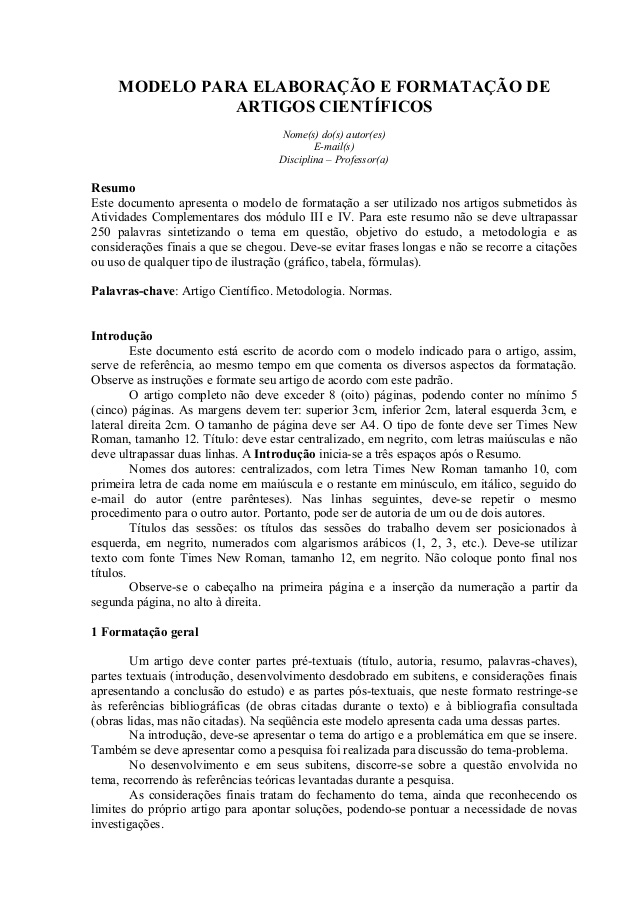 MODELO PARA ELABORAÇÃO E FORMATAÇÃO DE
ARTIGOS CIENTÍFICOS
Nome(s) do(s) autor(es)
E-mail(s)
Disciplina – Professor(a)
Resumo
Este documento apresenta o modelo de formatação a ser utilizado nos artigos submetidos às
Atividades Complementares dos módulo III e IV. Para este resumo não se deve ultrapassar
250 palavras sintetizando o tema em questão, objetivo do estudo, a metodologia e as
considerações finais a que se chegou. Deve-se evitar frases longas e não se recorre a citações
ou uso de qualquer tipo de ilustração (gráfico, tabela, fórmulas).
Palavras-chave: Artigo Científico. Metodologia. Normas.
Introdução
Este documento está escrito de acordo com o modelo indicado para o artigo, assim,
serve de referência, ao mesmo tempo em que comenta os diversos aspectos da formatação.
Observe as instruções e formate seu artigo de acordo com este padrão.
O artigo completo não deve exceder 8 (oito) páginas, podendo conter no mínimo 5
(cinco) páginas. As margens devem ter: superior 3cm, inferior 2cm, lateral esquerda 3cm, e
lateral direita 2cm. O tamanho de página deve ser A4. O tipo de fonte deve ser Times New
Roman, tamanho 12. Título: deve estar centralizado, em negrito, com letras maiúsculas e não
deve ultrapassar duas linhas. A Introdução inicia-se a três espaços após o Resumo.
Nomes dos autores: centralizados, com letra Times New Roman tamanho 10, com
primeira letra de cada nome em maiúscula e o restante em minúsculo, em itálico, seguido do
e-mail do autor (entre parênteses). Nas linhas seguintes, deve-se repetir o mesmo
procedimento para o outro autor. Portanto, pode ser de autoria de um ou de dois autores.
Títulos das sessões: os títulos das sessões do trabalho devem ser posicionados à
esquerda, em negrito, numerados com algarismos arábicos (1, 2, 3, etc.). Deve-se utilizar
texto com fonte Times New Roman, tamanho 12, em negrito. Não coloque ponto final nos
títulos.
Observe-se o cabeçalho na primeira página e a inserção da numeração a partir da
segunda página, no alto à direita.
1 Formatação geral
Um artigo deve conter partes pré-textuais (título, autoria, resumo, palavras-chaves),
partes textuais (introdução, desenvolvimento desdobrado em subitens, e considerações finais
apresentando a conclusão do estudo) e as partes pós-textuais, que neste formato restringe-se
às referências bibliográficas (de obras citadas durante o texto) e à bibliografia consultada
(obras lidas, mas não citadas). Na seqüência este modelo apresenta cada uma dessas partes.
Na introdução, deve-se apresentar o tema do artigo e a problemática em que se insere.
Também se deve apresentar como a pesquisa foi realizada para discussão do tema-problema.
No desenvolvimento e em seus subitens, discorre-se sobre a questão envolvida no
tema, recorrendo às referências teóricas levantadas durante a pesquisa.
As considerações finais tratam do fechamento do tema, ainda que reconhecendo os
limites do próprio artigo para apontar soluções, podendo-se pontuar a necessidade de novas
investigações.